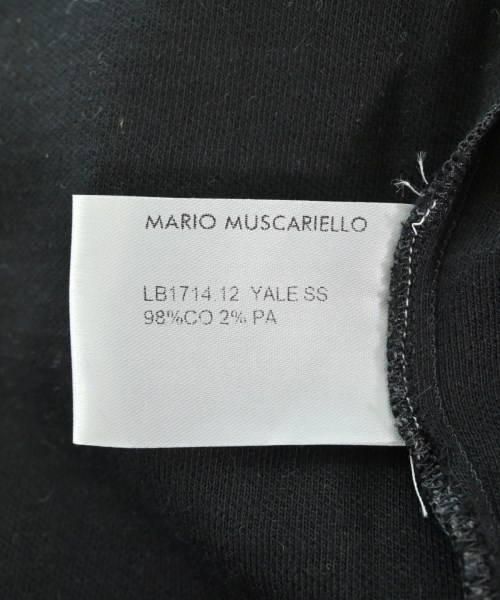 MARIO MUSCARIELLO
LB1714.12 YALE SS
98%CO 2% PA